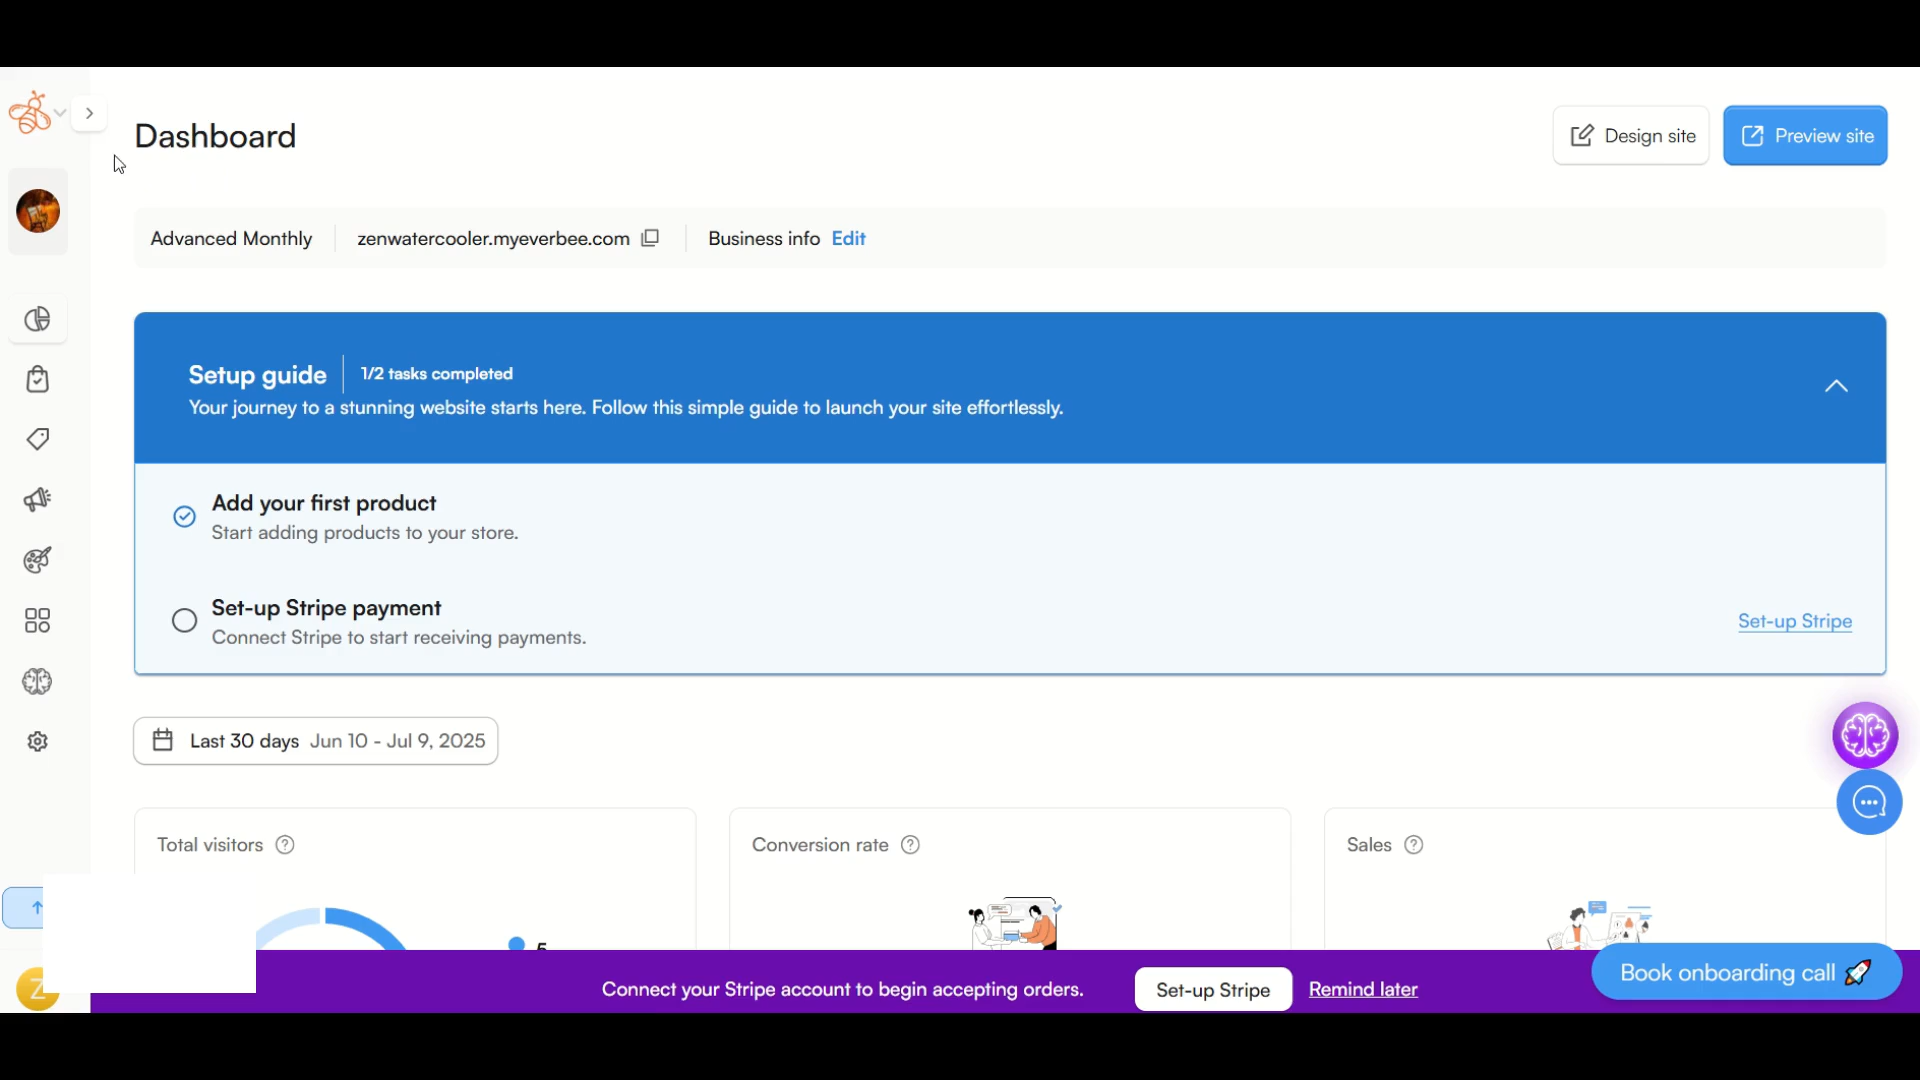 Dashboard
Design site
Preview site
Advanced Monthly
zenwatercooler.myeverbee.com
Business info Edit
Setup guide
1/2 tasks completed
Your journey to a stunning website starts here. Follow this simple guide to launch your site effortlessly.
Add your first product
Start adding products to your store.
Set-up Stripe payment
Connect Stripe to start receiving payments.
Set-up Stripe
Last 30 days Jun 10 - Jul 9, 2025
Total visitors
Conversion rate
Sales
5
Z
Connect your Stripe account to begin accepting orders.
Set-up Stripe
Remind later
Book onboarding call 🚀